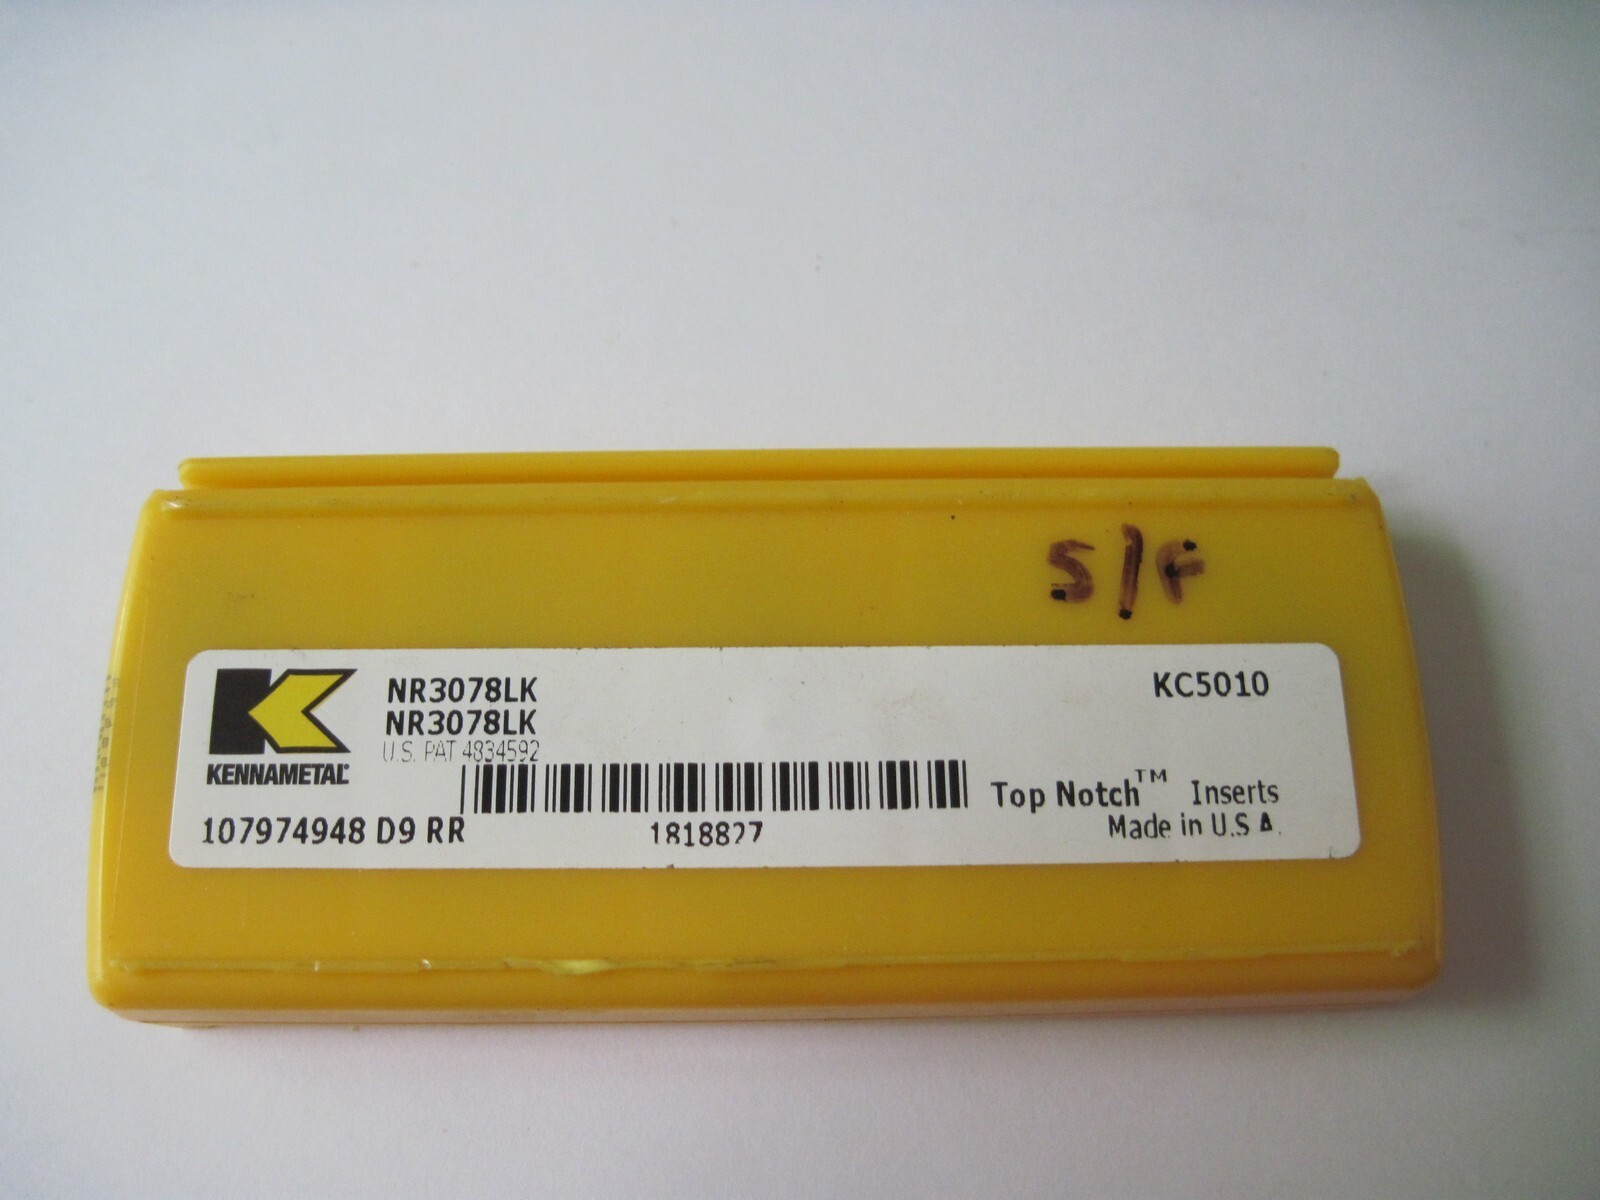 S/F
NR3078LK
KC5010
NR3078LK
U.S. PAT 4834592
KENNAMETAL
Top Notch™ Inserts
107974948 D9 RR
1818827
Made in U.S.A.